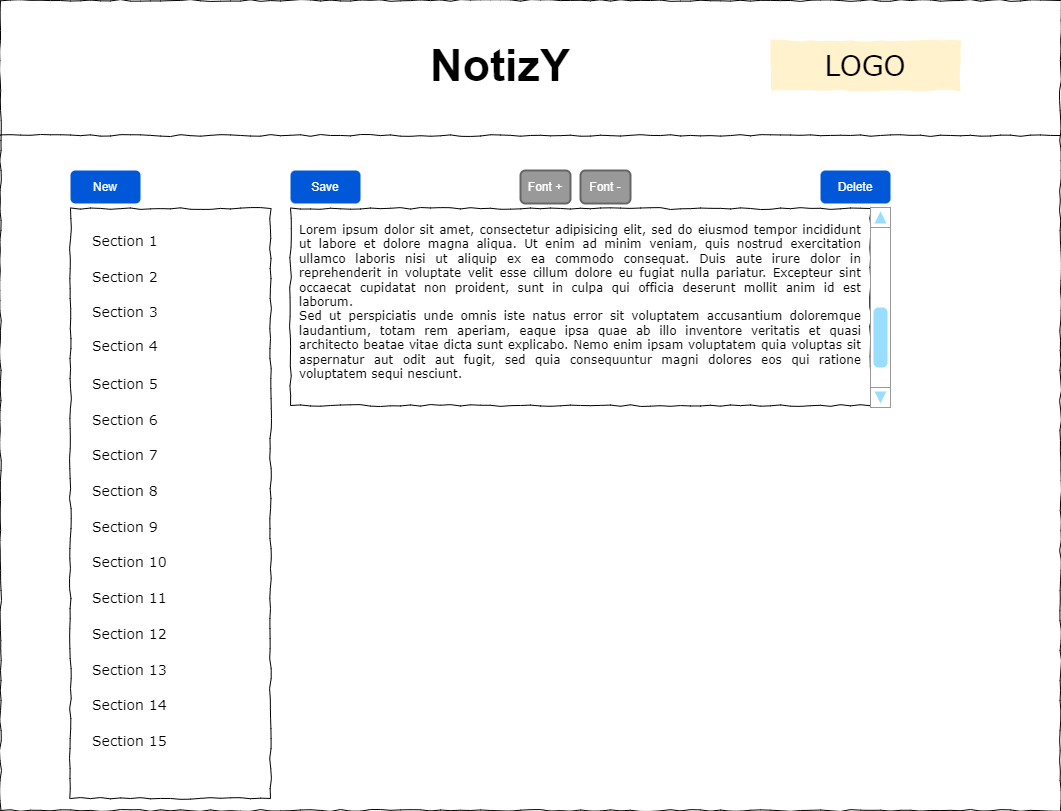 NotizY
LOGO
New
Save
Font +
Font -
Delete
Section 1
Section 2
Section 3
Section 4
Section 5
Section 6
Section 7
Section 8
Section 9
Section 10
Section 11
Section 12
Section 13
Section 14
Section 15
Lorem ipsum dolor sit amet, consectetur adipisicing elit, sed do eiusmod tempor incididunt
ut labore et dolore magna aliqua. Ut enim ad minim veniam, quis nostrud exercitation
ullamco laboris nisi ut aliquip ex ea commodo consequat. Duis aute irure dolor in
reprehenderit in voluptate velit esse cillum dolore eu fugiat nulla pariatur. Excepteur sint
occaecat cupidatat non proident, sunt in culpa qui officia deserunt mollit anim id est
laborum.
Sed ut perspiciatis unde omnis iste natus error sit voluptatem accusantium doloremque
laudantium, totam rem aperiam, eaque ipsa quae ab illo inventore veritatis et quasi
architecto beatae vitae dicta sunt explicabo. Nemo enim ipsam voluptatem quia voluptas sit
aspernatur aut odit aut fugit, sed quia consequuntur magni dolores eos qui ratione
voluptatem sequi nesciunt.